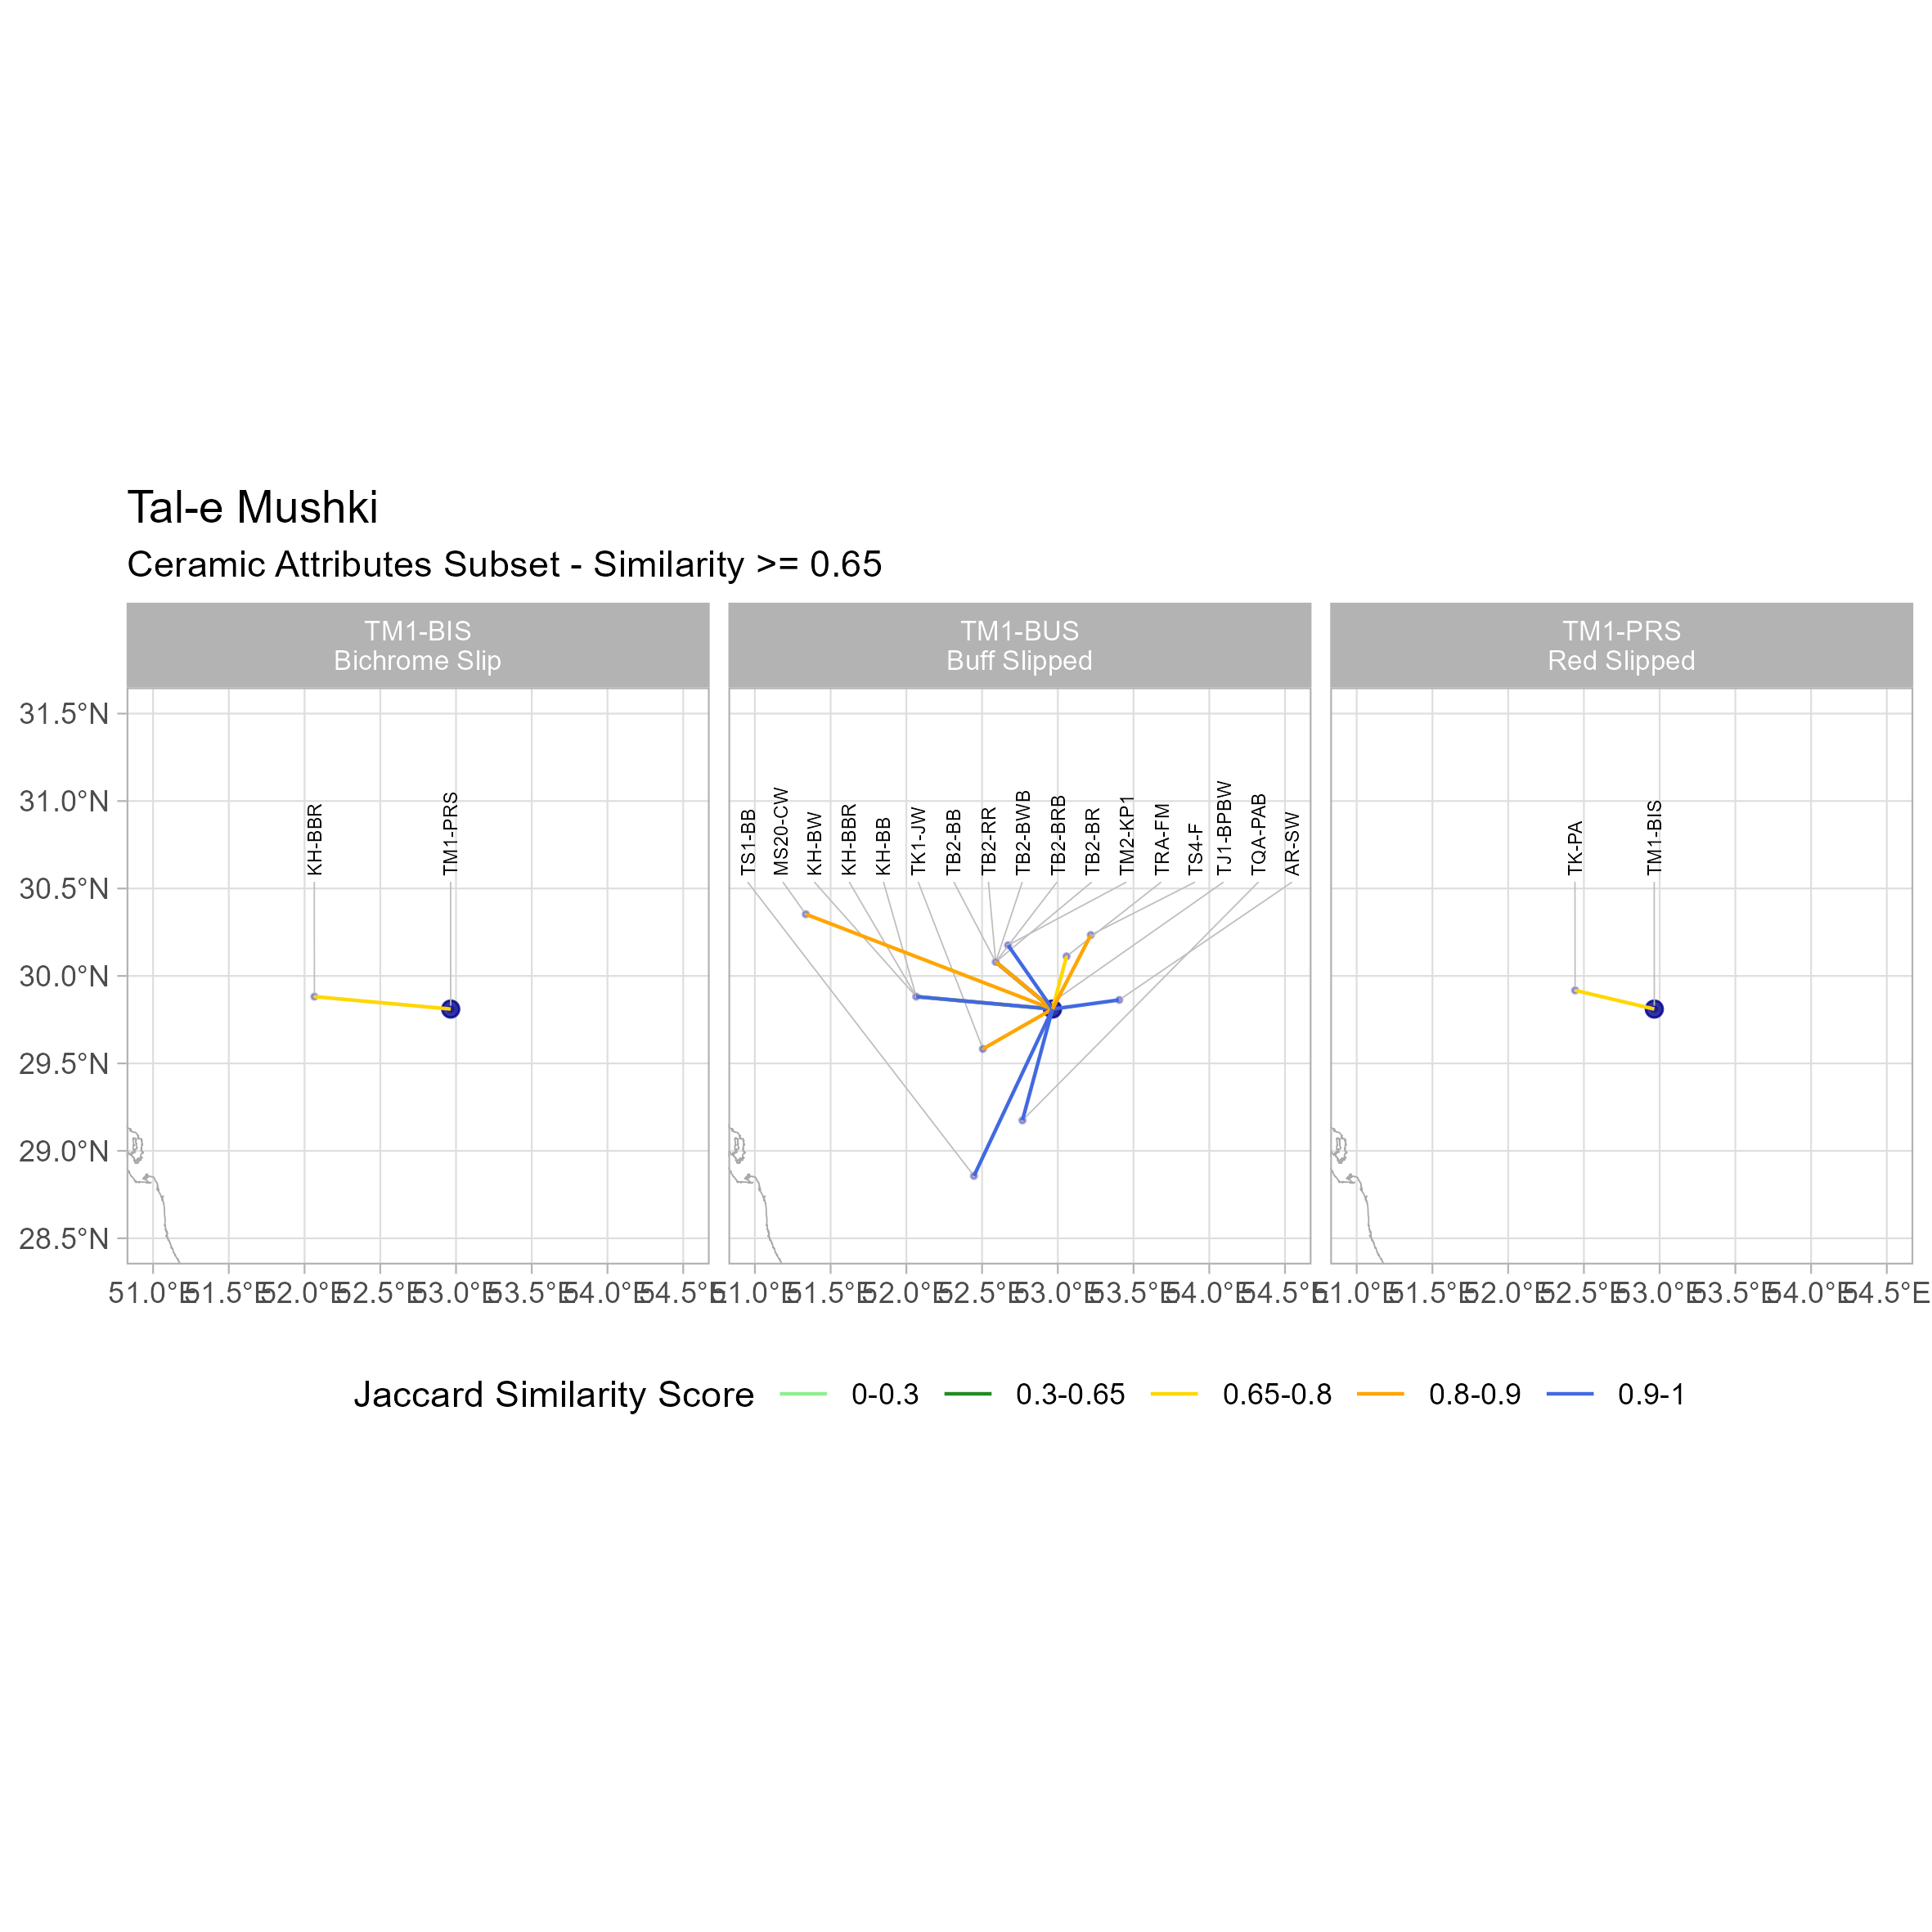 Tal-e Mushki
Ceramic Attributes Subset - Similarity >= 0.65
TM1-BIS
Bichrome Slip
TM1-BUS
Buff Slipped
TM1-PRS
Red Slipped
31.5°N
31.0°N
30.5°N
30.0°N
29.5°N
29.0°N
28.5°N
KH-BBR
TM1-PRS
TS1-BB
MS20-CW
KH-BW
KH-BBR
KH-BB
TK1-JW
TB2-BB
TB2-RR
TB2-BWB
TB2-BRB
TB2-BR
TM2-KP1
TRA-FM
TS4-F
TJ1-BPBW
TQA-PAB
AR-SW
TK-PA
TM1-BIS
51.0°E 51.5°E 52.0°E 52.5°E 53.0°E 53.5°E 54.0°E 54.5°E
51.0°E 51.5°E 52.0°E 52.5°E 53.0°E 53.5°E 54.0°E 54.5°E
51.0°E 51.5°E 52.0°E 52.5°E 53.0°E 53.5°E 54.0°E 54.5°E
Jaccard Similarity Score 0-0.3 0.3-0.65 0.65-0.8 0.8-0.9 0.9-1